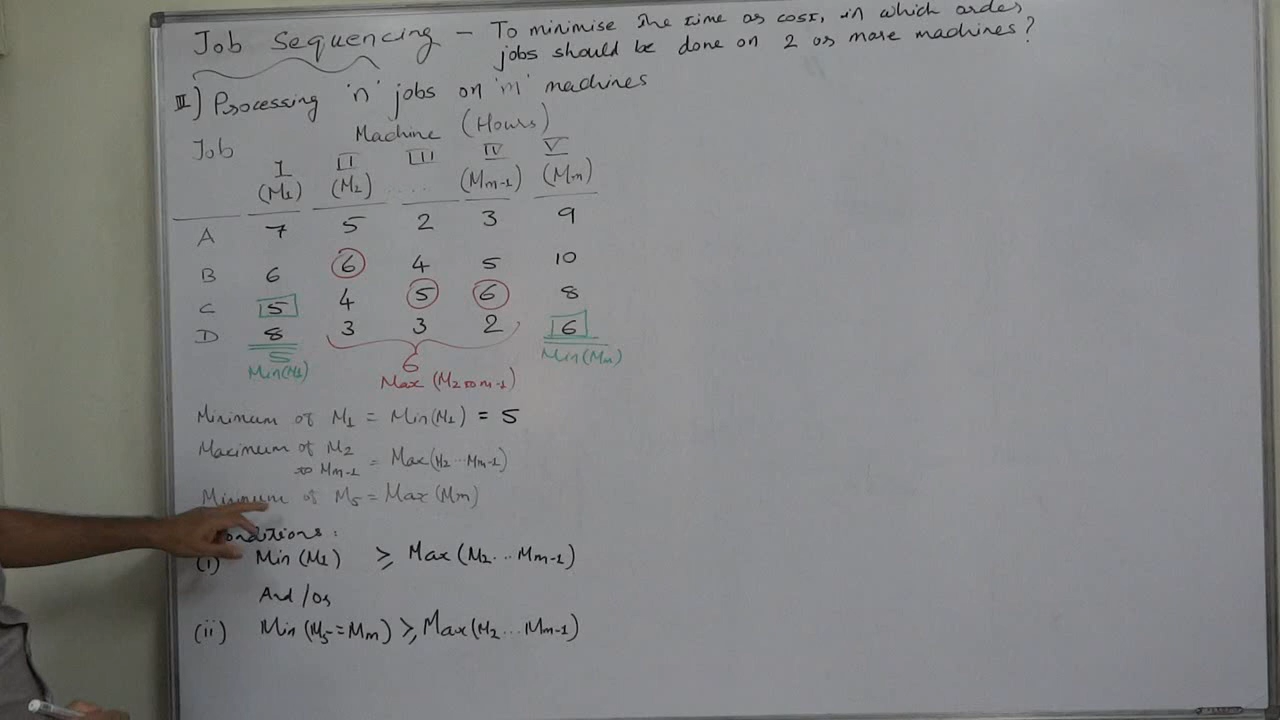 Job Sequencing - To minimise the time or cost, in which order
jobs should be done on 2 or more machines?
III) Processing 'n' jobs on 'm' machines
Job Machine (Hours)
I II III IV V
(M1) (M2) .... (Mm-1) (Mm)
A 7 5 2 3 9
B 6 6 4 5 10
C 5 4 5 6 8
D 8 3 3 2 6
5 6 Min(Mm)
Min(M1) Max (M2 to m-1)
Minimum of M1 = Min(M1) = 5
Maximum of M2
to Mm-1 = Max(M2...Mm-1)
Minimum of M5 = Max(Mm)
onditions:
(i) Min (M1) ≥ Max (M2...Mm-1)
And/or
(ii) Min (M5=Mm) ≥ Max (M2...Mm-1)